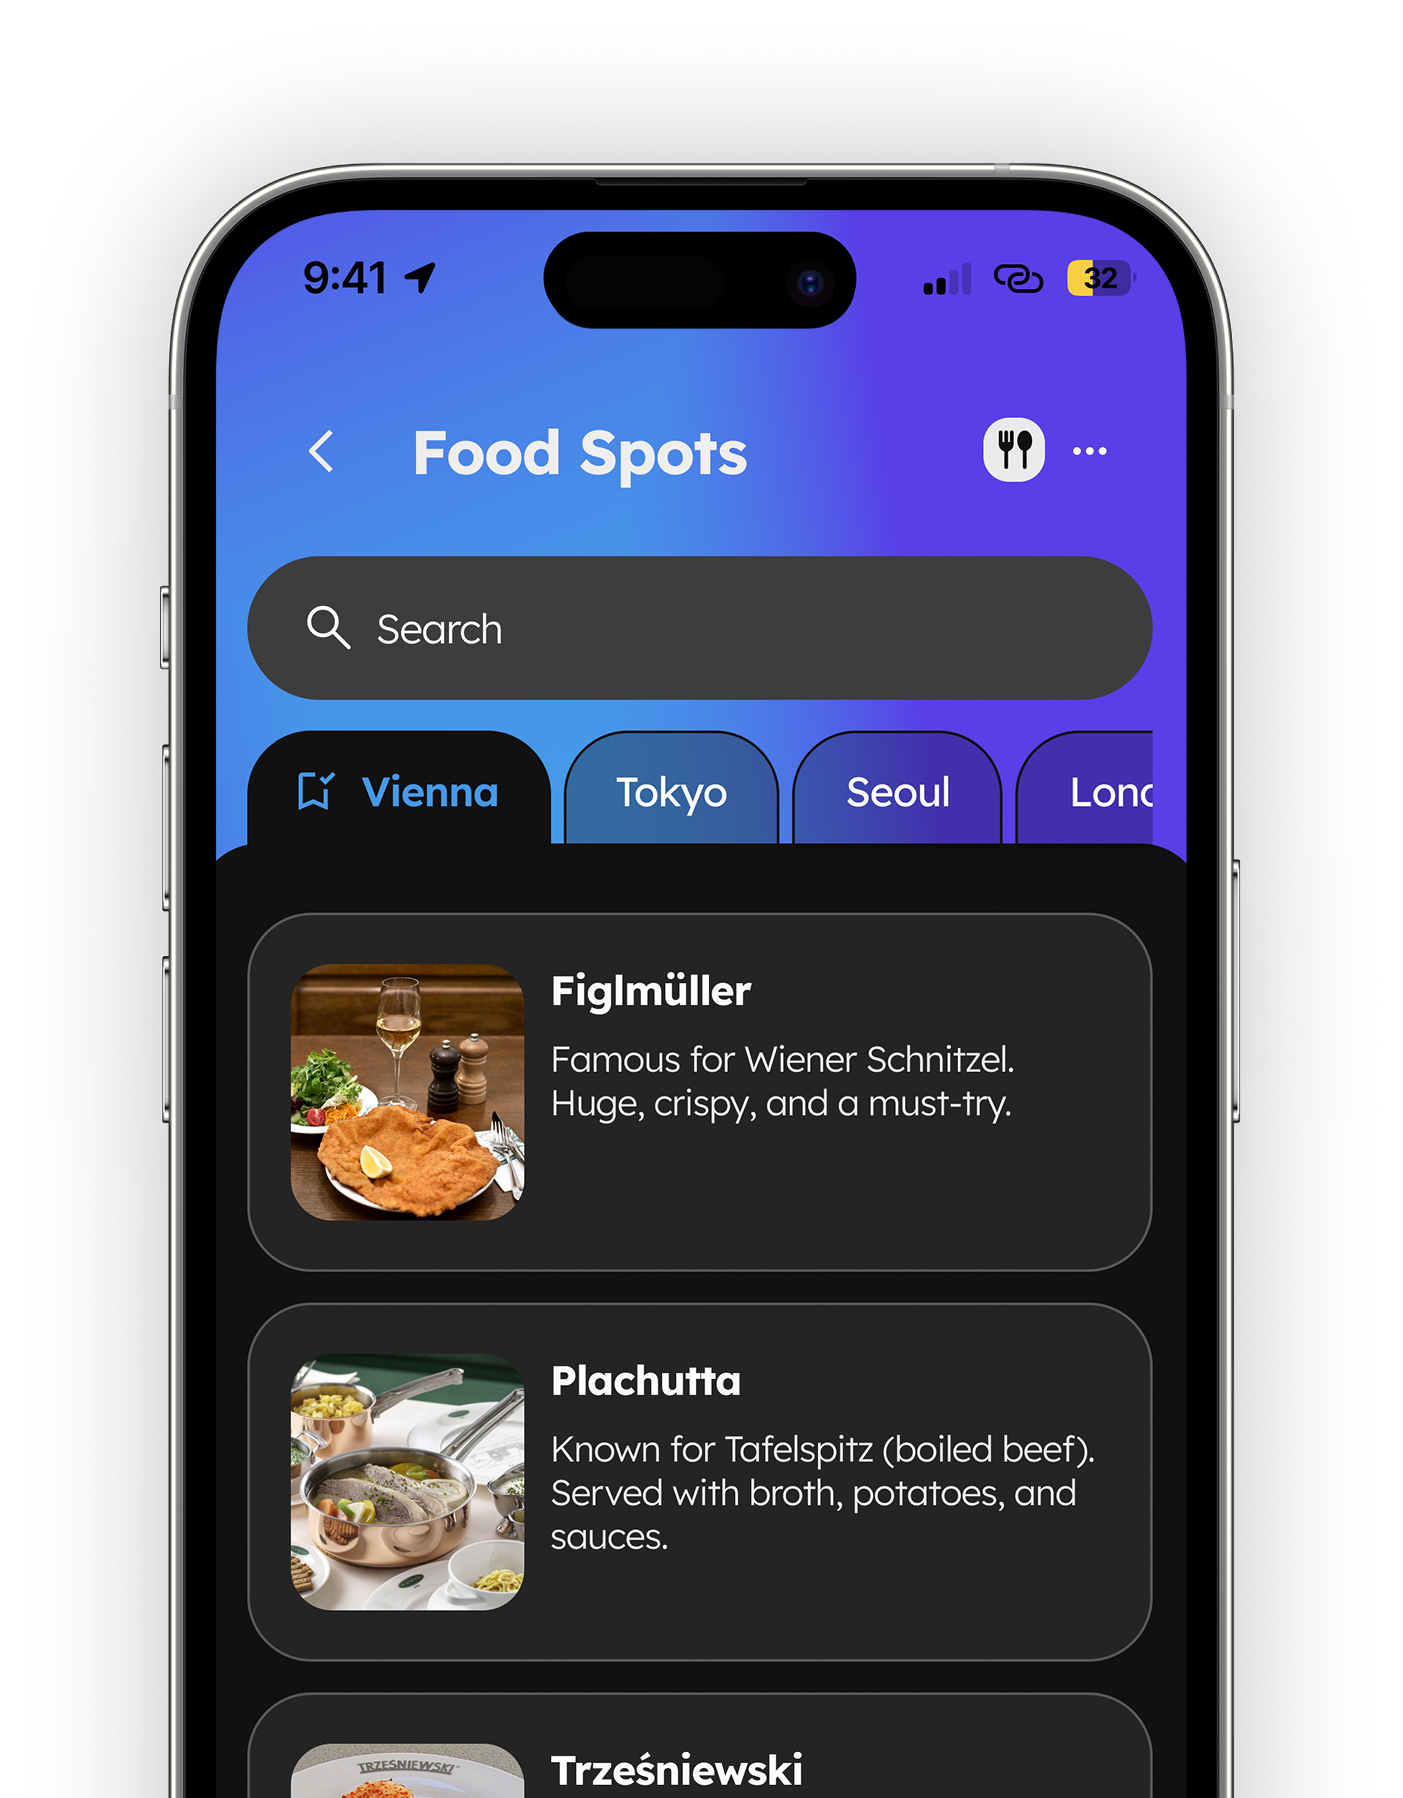 9:41
32
Food Spots
Search
Vienna
Tokyo
Seoul
Lond
Figlmüller
Famous for Wiener Schnitzel.
Huge, crispy, and a must-try.
Plachutta
Known for Tafelspitz (boiled beef).
Served with broth, potatoes, and
sauces.
TRZEŚNIEWSKI
Trześniewski